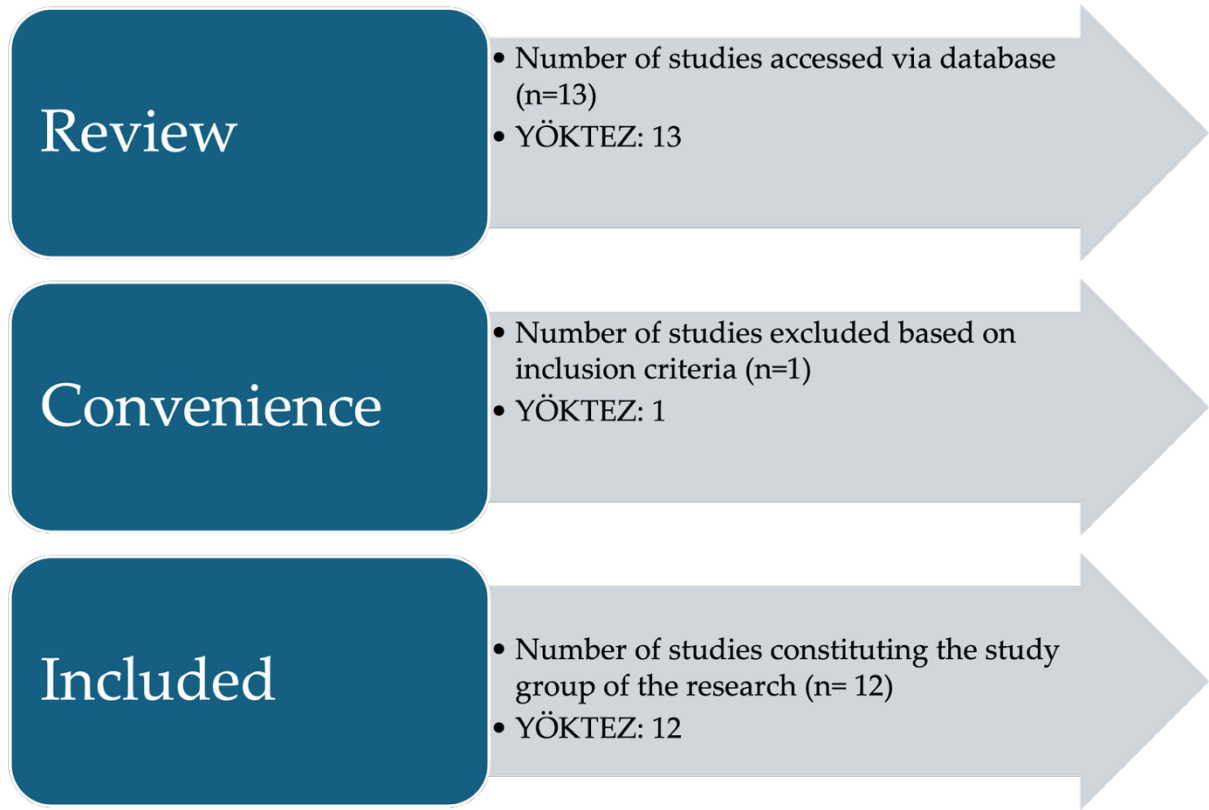 Review
• Number of studies accessed via database
(n=13)
• YÖKTEZ: 13
Convenience
• Number of studies excluded based on
inclusion criteria (n=1)
• YÖKTEZ: 1
Included
• Number of studies constituting the study
group of the research (n= 12)
• YÖKTEZ: 12